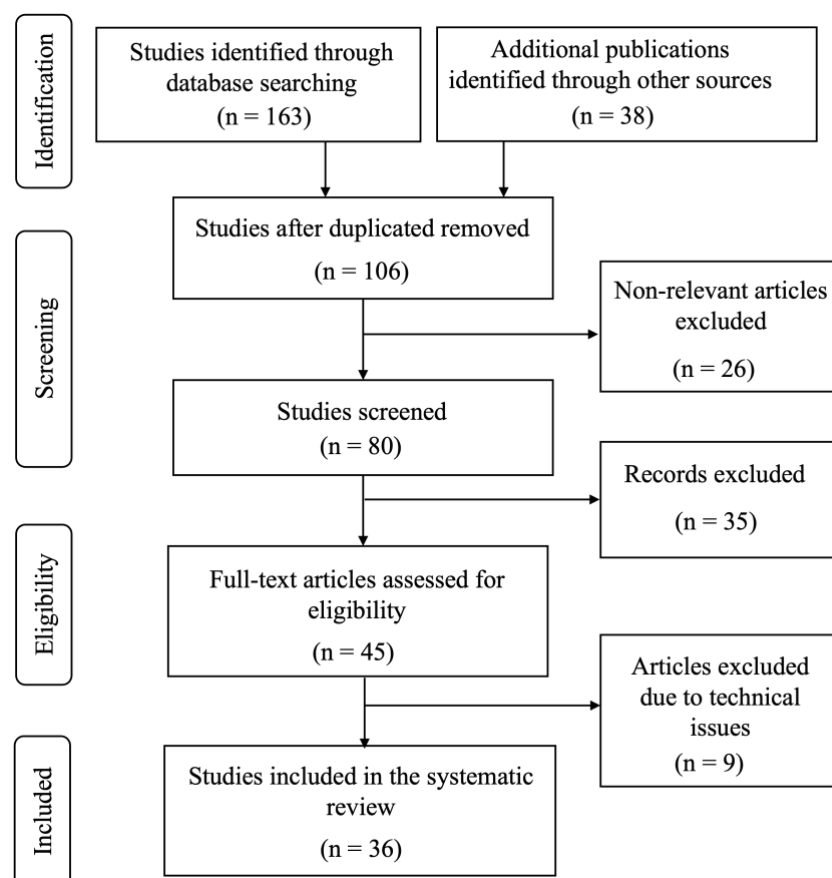 Identification
Studies identified through
database searching
(n = 163)
Additional publications
identified through other sources
(n = 38)
Studies after duplicated removed
(n = 106)
Screening
Non-relevant articles
excluded
(n = 26)
Studies screened
(n = 80)
Records excluded
(n = 35)
Eligibility
Full-text articles assessed for
eligibility
(n = 45)
Articles excluded
due to technical
issues
(n = 9)
Included
Studies included in the systematic
review
(n = 36)